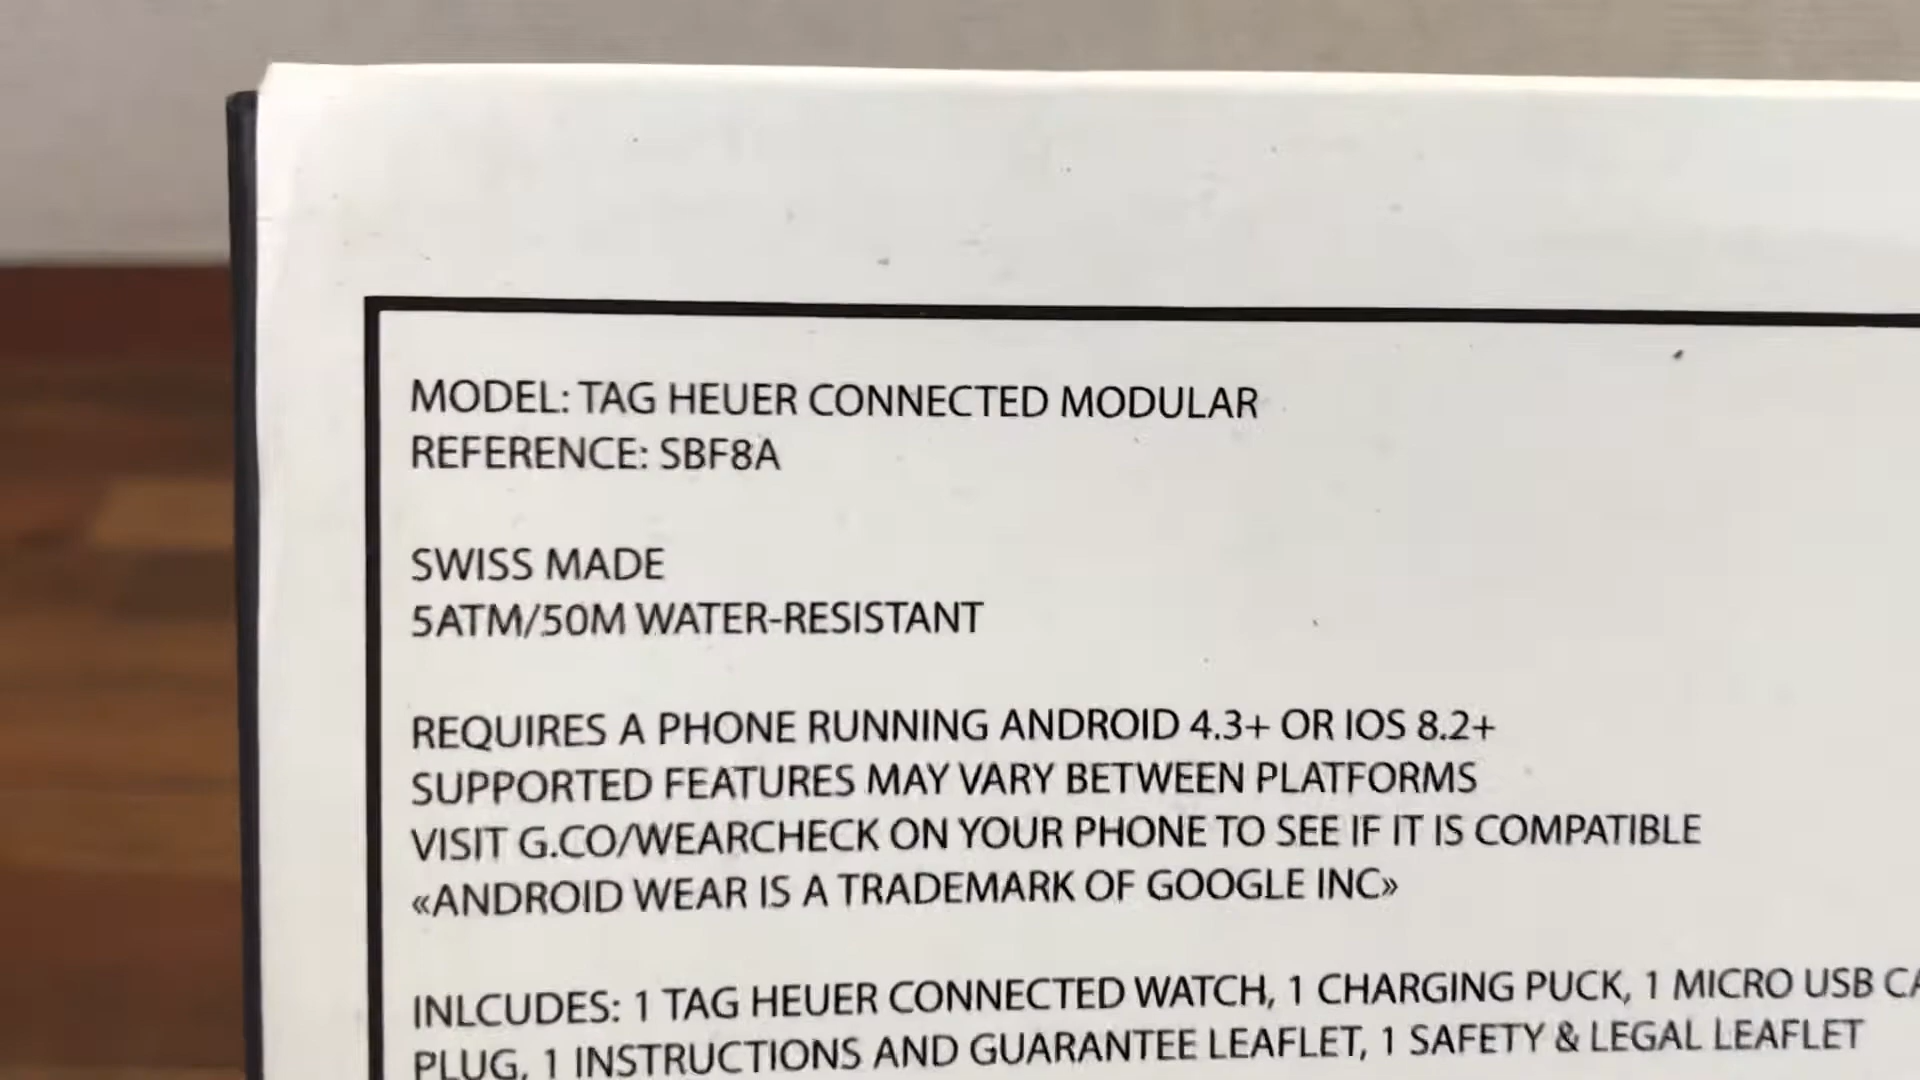 MODEL: TAG HEUER CONNECTED MODULAR
REFERENCE: SBF8A
SWISS MADE
5ATM/50M WATER-RESISTANT
REQUIRES A PHONE RUNNING ANDROID 4.3+ OR IOS 8.2+
SUPPORTED FEATURES MAY VARY BETWEEN PLATFORMS
VISIT G.CO/WEARCHECK ON YOUR PHONE TO SEE IF IT IS COMPATIBLE
«ANDROID WEAR IS A TRADEMARK OF GOOGLE INC»
INLCUDES: 1 TAG HEUER CONNECTED WATCH, 1 CHARGING PUCK, 1 MICRO USB
PLUG, 1 INSTRUCTIONS AND GUARANTEE LEAFLET, 1 SAFETY & LEGAL LEAFLET